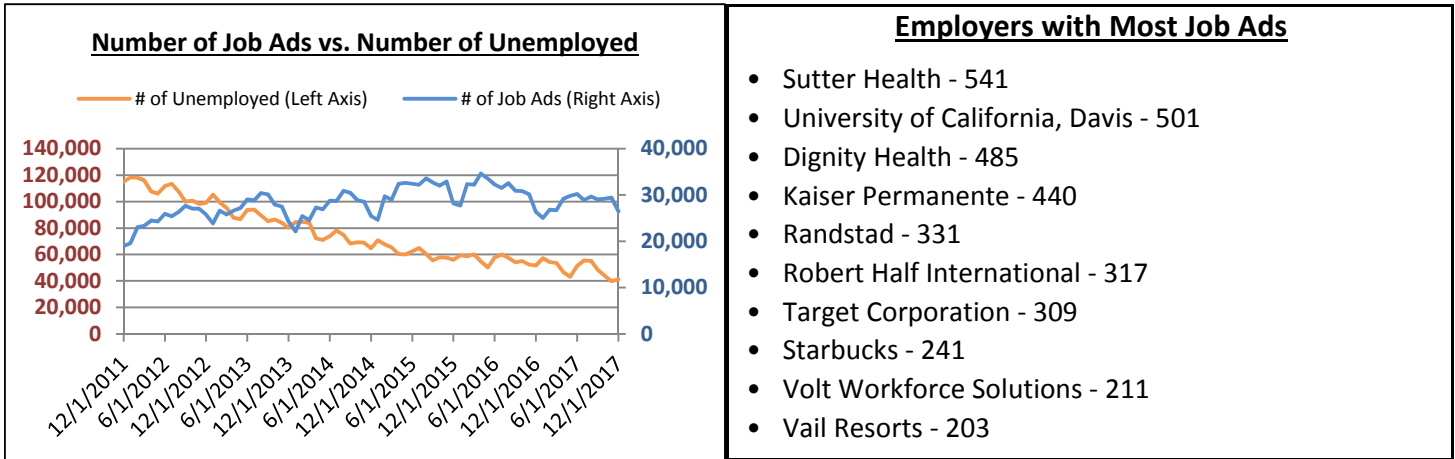 Number of Job Ads vs. Number of Unemployed
# of Unemployed (Left Axis) # of Job Ads (Right Axis)
140,000 40,000
120,000
100,000 30,000
80,000
60,000 20,000
40,000 10,000
20,000
0 0
12/1/2011
6/1/2012
12/1/2012
6/1/2013
12/1/2013
6/1/2014
12/1/2014
6/1/2015
12/1/2015
6/1/2016
12/1/2016
6/1/2017
12/1/2017
Employers with Most Job Ads
• Sutter Health - 541
• University of California, Davis - 501
• Dignity Health - 485
• Kaiser Permanente - 440
• Randstad - 331
• Robert Half International - 317
• Target Corporation - 309
• Starbucks - 241
• Volt Workforce Solutions - 211
• Vail Resorts - 203